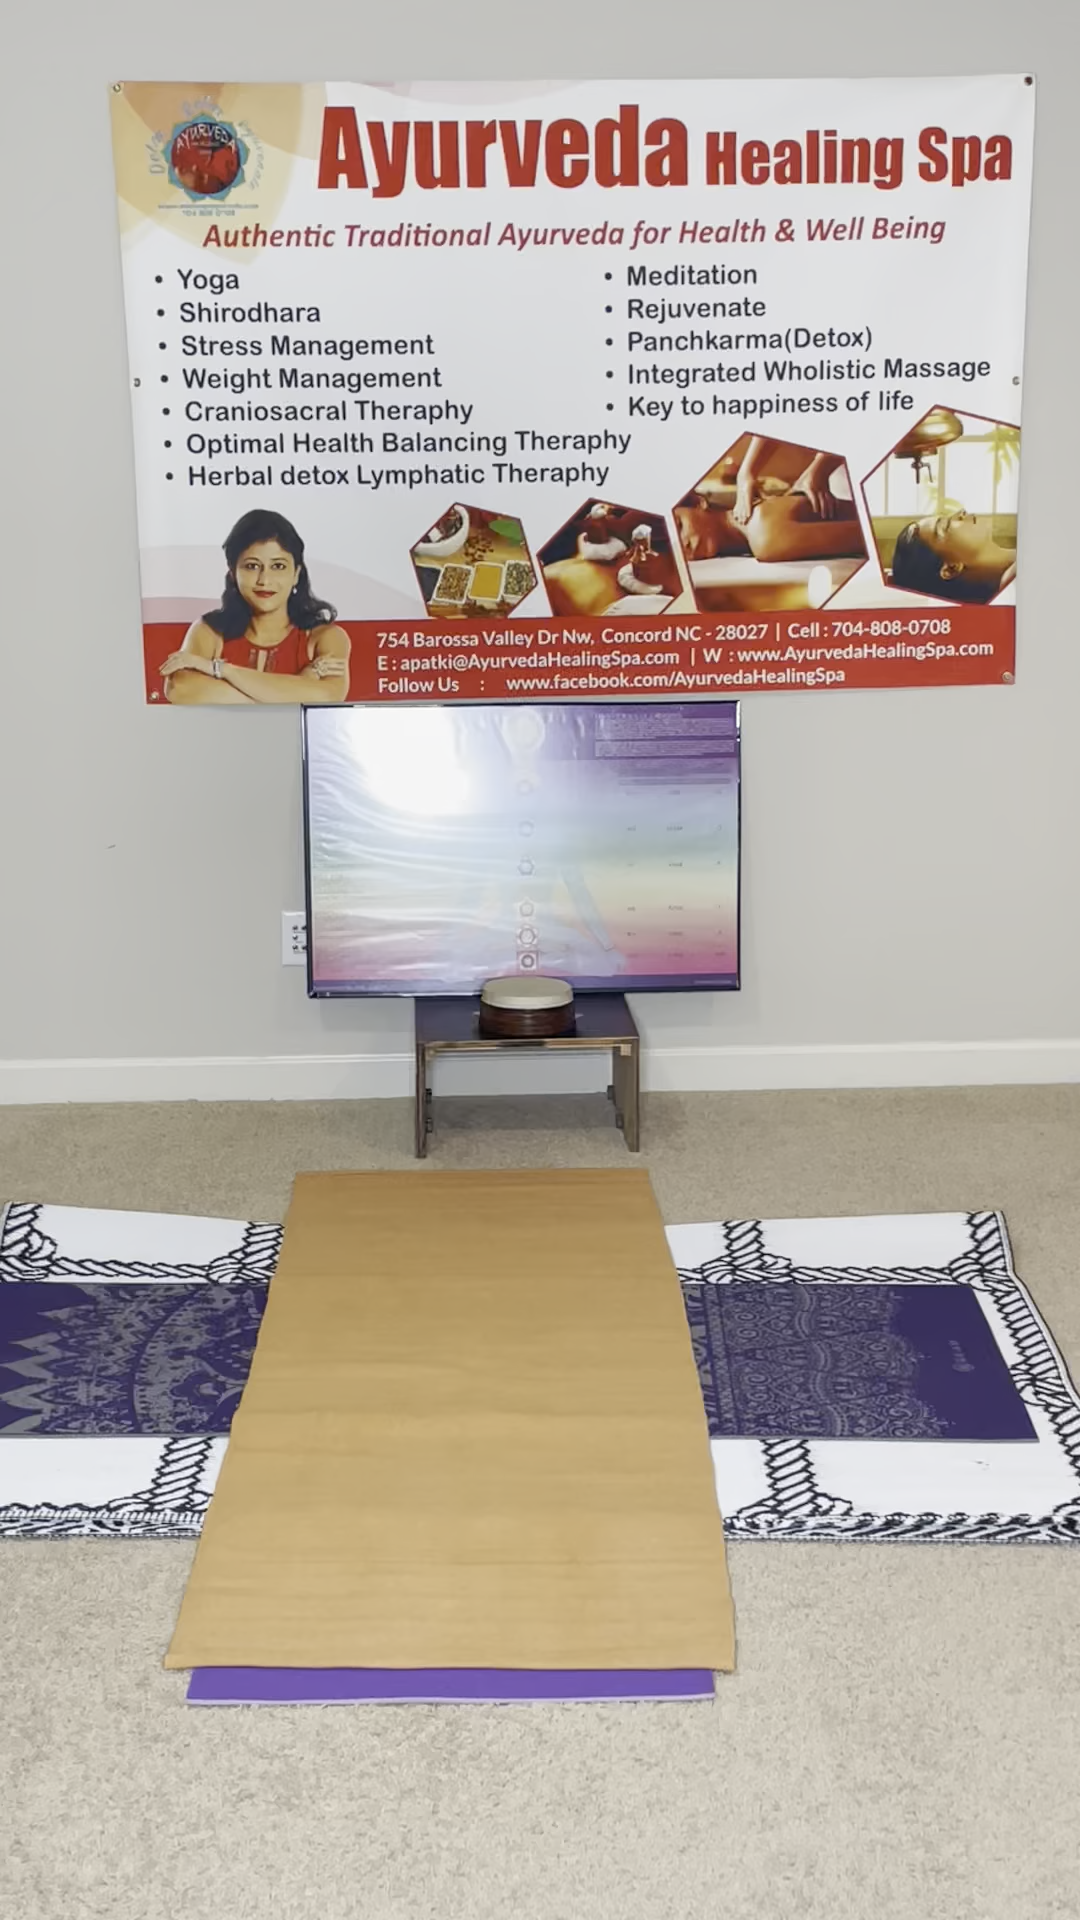 AYURVEDA
Ayurveda Healing Spa
Authentic Traditional Ayurveda for Health & Well Being
• Yoga
• Shirodhara
• Stress Management
• Weight Management
• Craniosacral Theraphy
• Optimal Health Balancing Theraphy
• Herbal detox Lymphatic Theraphy
• Meditation
• Rejuvenate
• Panchkarma(Detox)
• Integrated Wholistic Massage
• Key to happiness of life
754 Barossa Valley Dr Nw, Concord NC - 28027 | Cell : 704-808-0708
E : apatki@AyurvedaHealingSpa.com | W : www.AyurvedaHealingSpa.com
Follow Us : www.facebook.com/AyurvedaHealingSpa